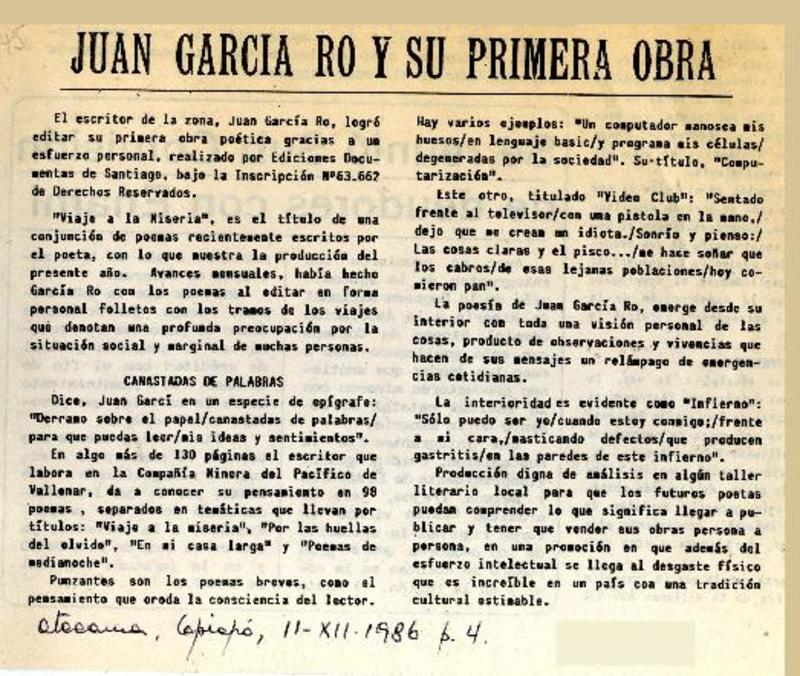 JUAN GARCIA RO Y SU PRIMERA OBRA
El escritor de la zona, Juan García Ro, logró
editar su primera obra poética gracias a un
esfuerzo personal, realizado por Ediciones Docu-
mentas de Santiago, bajo la Inscripción Nº63.662
de Derechos Reservados.
"Viaje a la Miseria", es el título de una
conjunción de poemas recientemente escritos por
el poeta, con lo que muestra la producción del
presente año. Avances mensuales, había hecho
García Ro con los poemas al editar en forma
personal folletos con los tramos de los viajes
que denotan una profunda preocupación por la
situación social y marginal de muchas personas.
CANASTADAS DE PALABRAS
Dice, Juan Garcí en un especie de epígrafe:
"Derramo sobre el papel/canastadas de palabras/
para que puedas leer/mis ideas y sentimientos".
En algo más de 130 páginas el escritor que
labora en la Compañía Minera del Pacífico de
Vallenar, da a conocer su pensamiento en 98
poemas , separados en temáticas que llevan por
títulos: "Viaje a la miseria", "Por las huellas
del olvido", "En mi casa larga" y "Poemas de
medianoche".
Punzantes son los poemas breves, como el
pensamiento que oroda la consciencia del lector.
Hay varios ejemplos: "Un computador manosea mis
huesos/en lenguaje basic/y programa mis células/
degeneradas por la sociedad". Su título, "Compu-
tarización".
Este otro, titulado "Video Club": "Sentado
frente al televisor/con una pistola en la mano,/
dejo que me crean un idiota./Sonrío y pienso:/
Las cosas claras y el pisco.../me hace soñar que
los cabros/de esas lejanas poblaciones/hoy co-
mieron pan".
La poesía de Juan García Ro, emerge desde su
interior con toda una visión personal de las
cosas, producto de observaciones y vivencias que
hacen de sus mensajes un relámpago de emergen-
cias cotidianas.
La interioridad es evidente como "Infierno":
"Sólo puedo ser yo/cuando estoy conmigo;/frente
a mi cara,/masticando defectos/que producen
gastritis/en las paredes de este infierno".
Producción digna de análisis en algún taller
literario local para que los futuros poetas
puedan comprender lo que significa llegar a pu-
blicar y tener que vender sus obras persona a
persona, en una promoción en que además del
esfuerzo intelectual se llega al desgaste físico
que es increíble en un país con una tradición
cultural estimable.
Atacama, Copiapó, 11-XII-1986 p. 4.